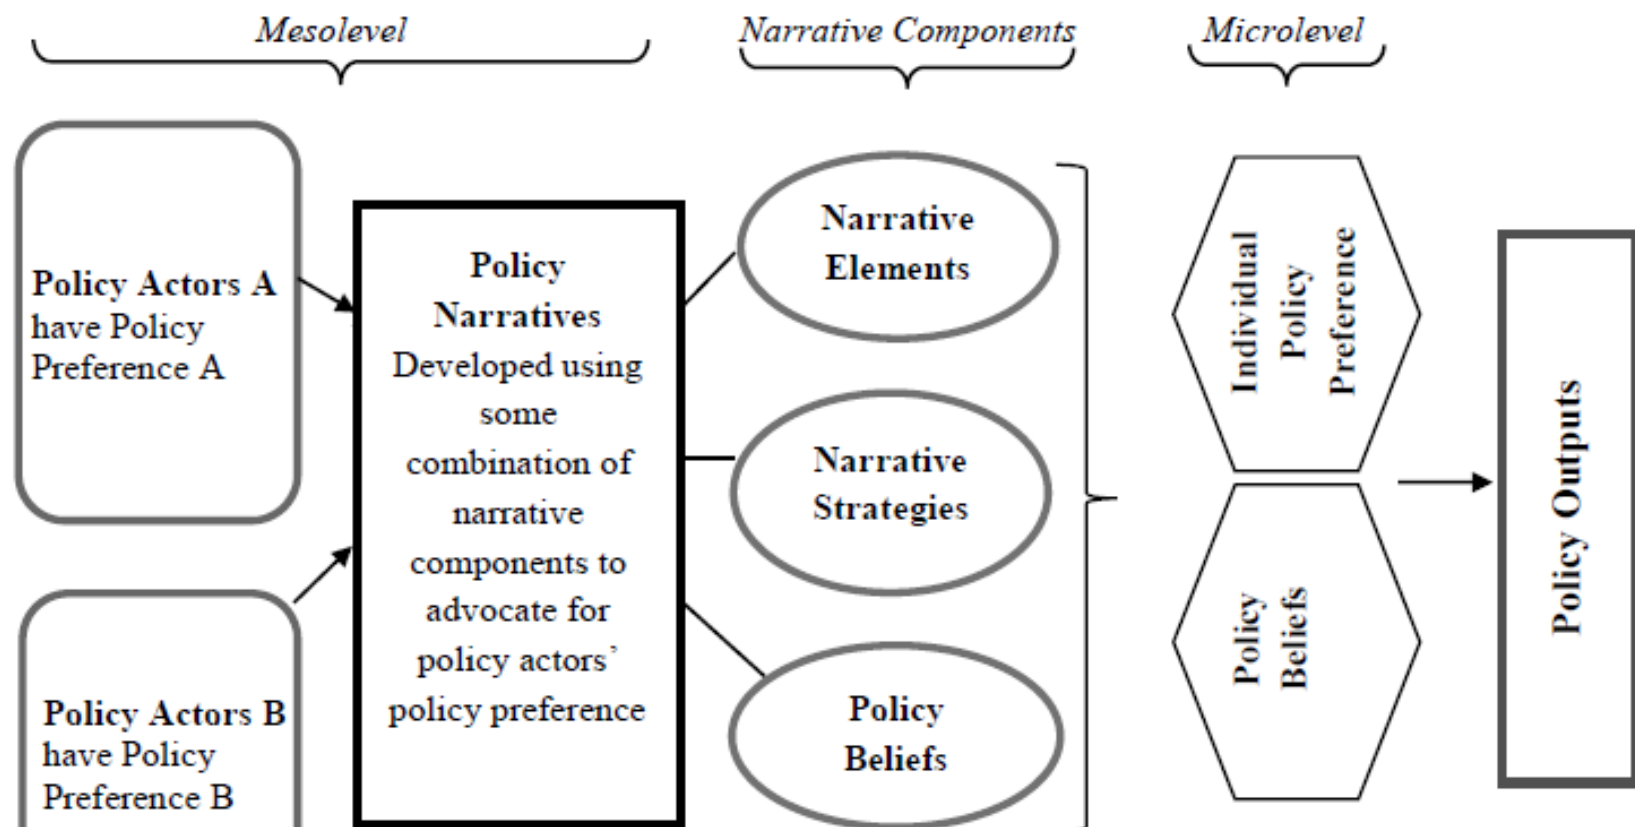 Mesolevel
Narrative Components
Microlevel
Policy Actors A
have Policy
Preference A
Policy Actors B
have Policy
Preference B
Policy
Narratives
Developed using
some
combination of
narrative
components to
advocate for
policy actors’
policy preference
Narrative
Elements
Narrative
Strategies
Policy
Beliefs
Individual
Policy
Preference
Policy
Beliefs
Policy Outputs